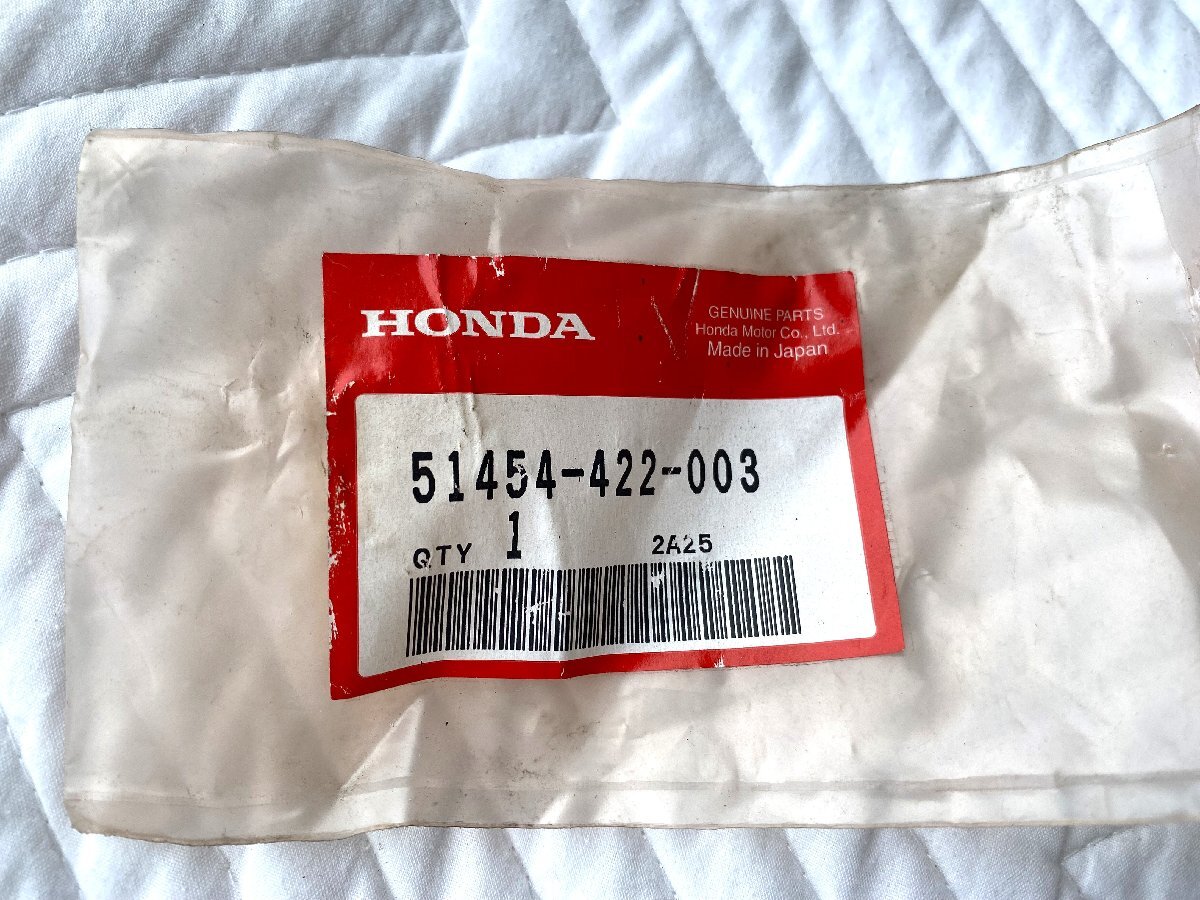 HONDA
GENUINE PARTS
Honda Motor Co., Ltd.
Made in Japan
51454-422-003
QTY 1 2A25